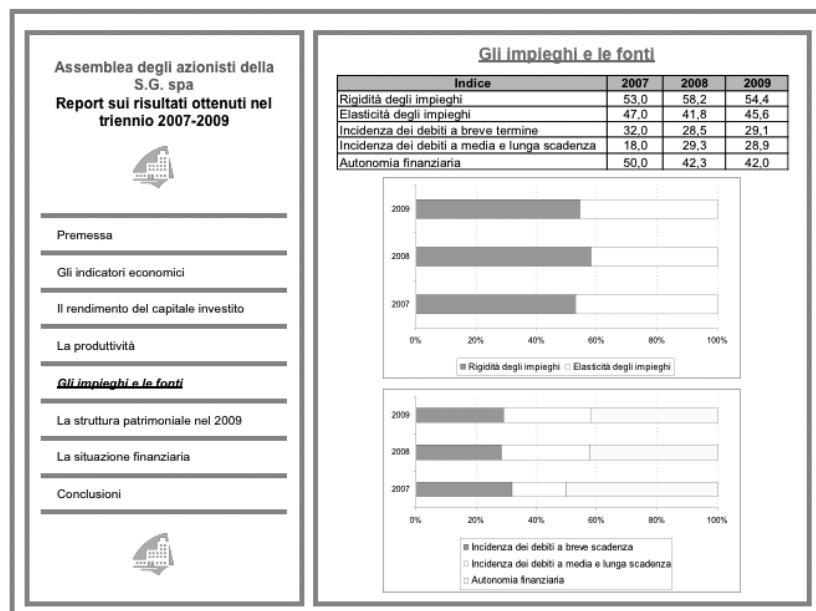 Assemblea degli azionisti della
S.G. spa
Report sui risultati ottenuti nel
triennio 2007-2009
Premessa
Gli indicatori economici
Il rendimento del capitale investito
La produttività
Gli impieghi e le fonti
La struttura patrimoniale nel 2009
La situazione finanziaria
Conclusioni
Gli impieghi e le fonti
Indice 2007 2008 2009
Rigidità degli impieghi 53,0 58,2 54,4
Elasticità degli impieghi 47,0 41,8 45,6
Incidenza dei debiti a breve termine 32,0 28,5 29,1
Incidenza dei debiti a media e lunga scadenza 18,0 29,3 28,9
Autonomia finanziaria 50,0 42,3 42,0
2009
2008
2007
0% 20% 40% 60% 80% 100%
Rigidità degli impieghi Elasticità degli impieghi
2009
2008
2007
0% 20% 40% 60% 80% 100%
Incidenza dei debiti a breve scadenza
Incidenza dei debiti a media e lunga scadenza
Autonomia finanziaria